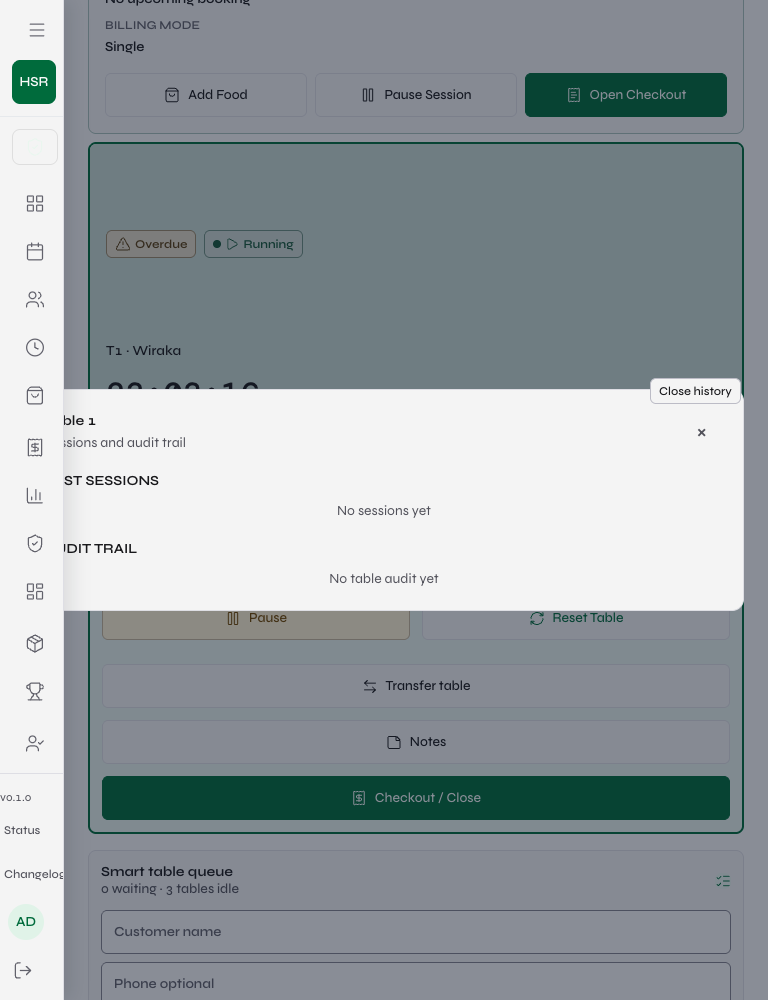 No upcoming booking
BILLING MODE
Single
HSR
Add Food
Pause Session
Open Checkout
Overdue
Running
T1 · Wiraka
Close history
ble 1
×
ssions and audit trail
ST SESSIONS
No sessions yet
UDIT TRAIL
No table audit yet
Pause
Reset Table
Transfer table
Notes
Checkout / Close
v0.1.0
Status
Changelog
AD
Smart table queue
0 waiting · 3 tables idle
Customer name
Phone optional